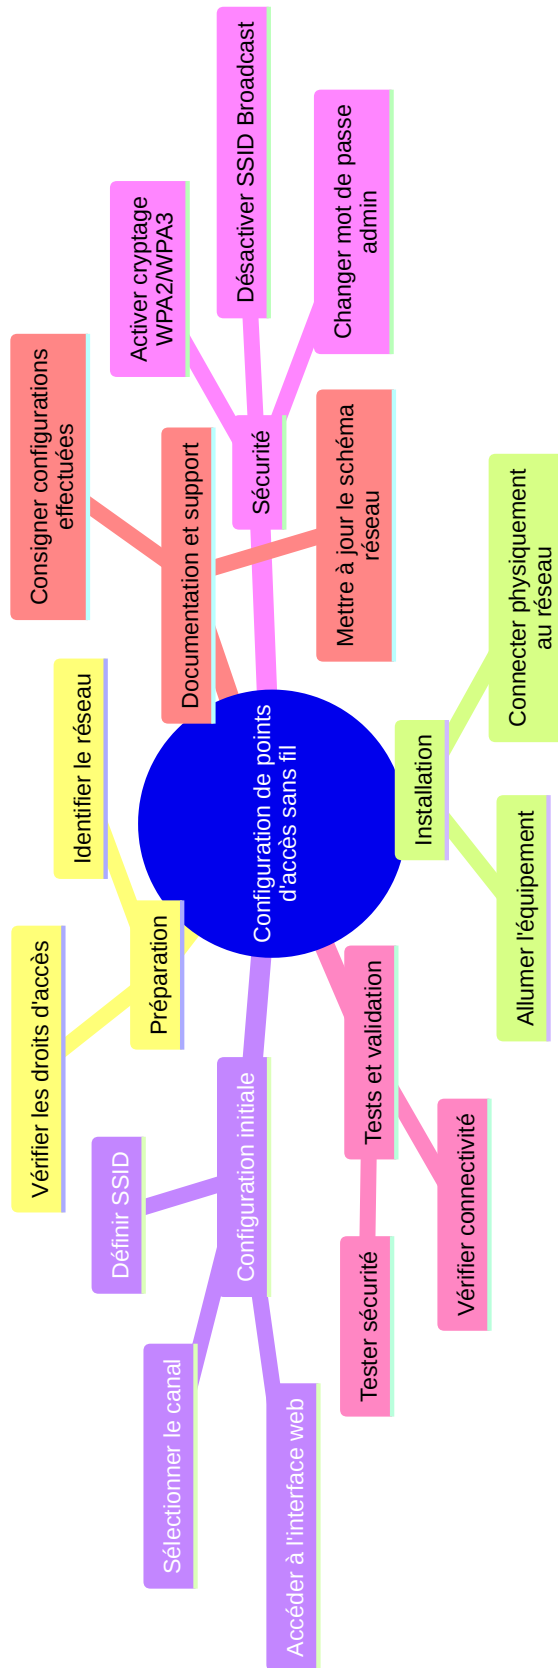 Configuration de points
d'accès sans fil
Préparation
Vérifier les droits d'accès
Identifier le réseau
Installation
Allumer l'équipement
Connecter physiquement
au réseau
Configuration initiale
Accéder à l'interface web
Sélectionner le canal
Définir SSID
Sécurité
Activer cryptage
WPA2/WPA3
Désactiver SSID Broadcast
Changer mot de passe
admin
Tests et validation
Tester sécurité
Vérifier connectivité
Documentation et support
Consigner configurations
effectuées
Mettre à jour le schéma
réseau